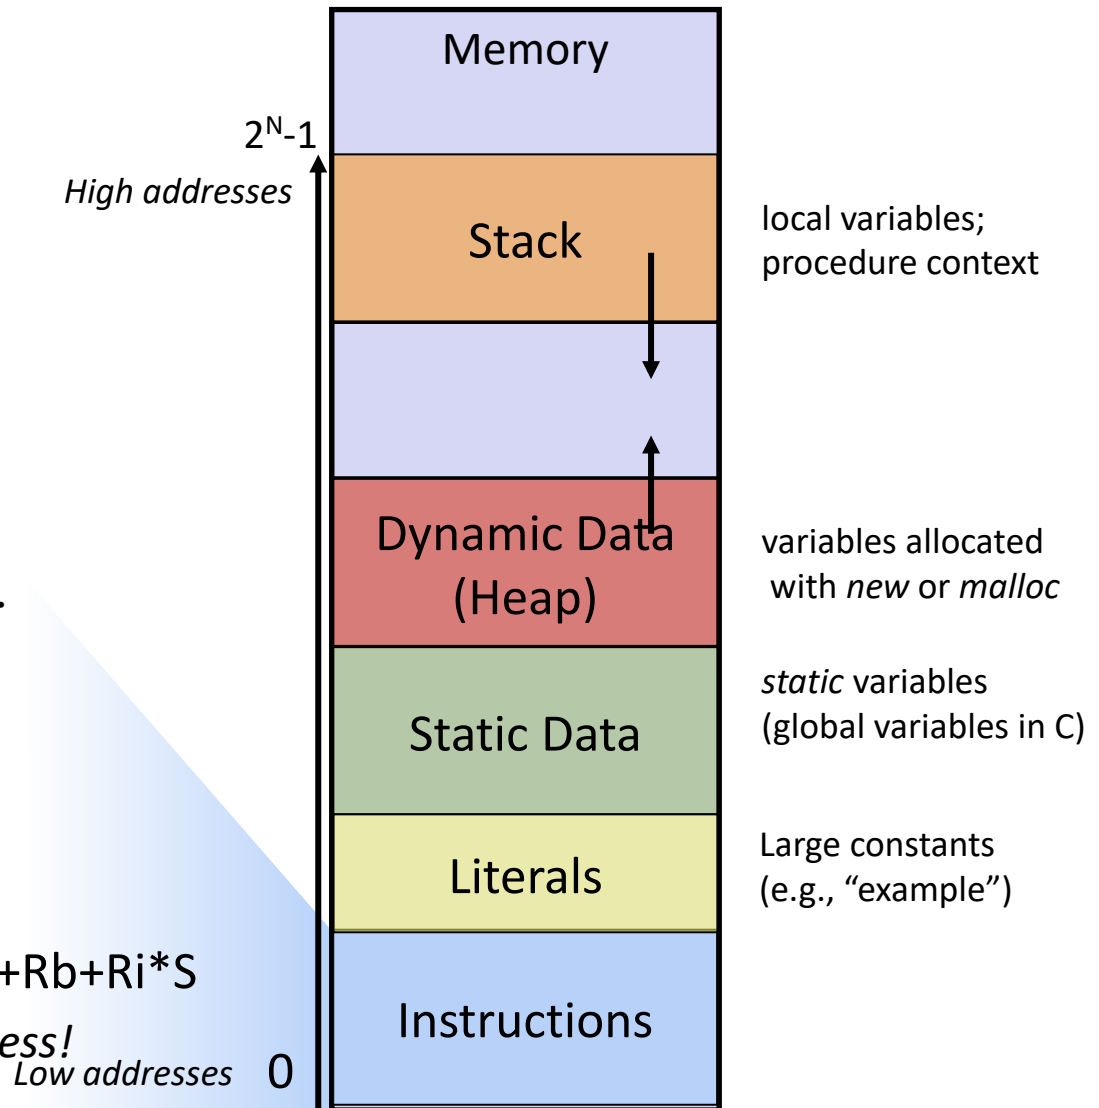 Memory
2^N-1
High addresses
Stack
local variables;
procedure context
Dynamic Data
(Heap)
variables allocated
with new or malloc
.
static variables
(global variables in C)
Static Data
Literals
Large constants
(e.g., “example”)
+Rb+Ri*S
Instructions
ess!
Low addresses 0